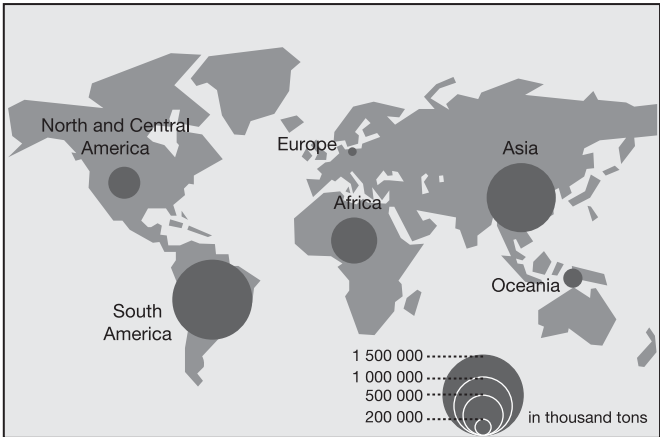 North and Central
America
Europe
Asia
Africa
Oceania
South
America
1 500 000
1 000 000
500 000
200 000
in thousand tons